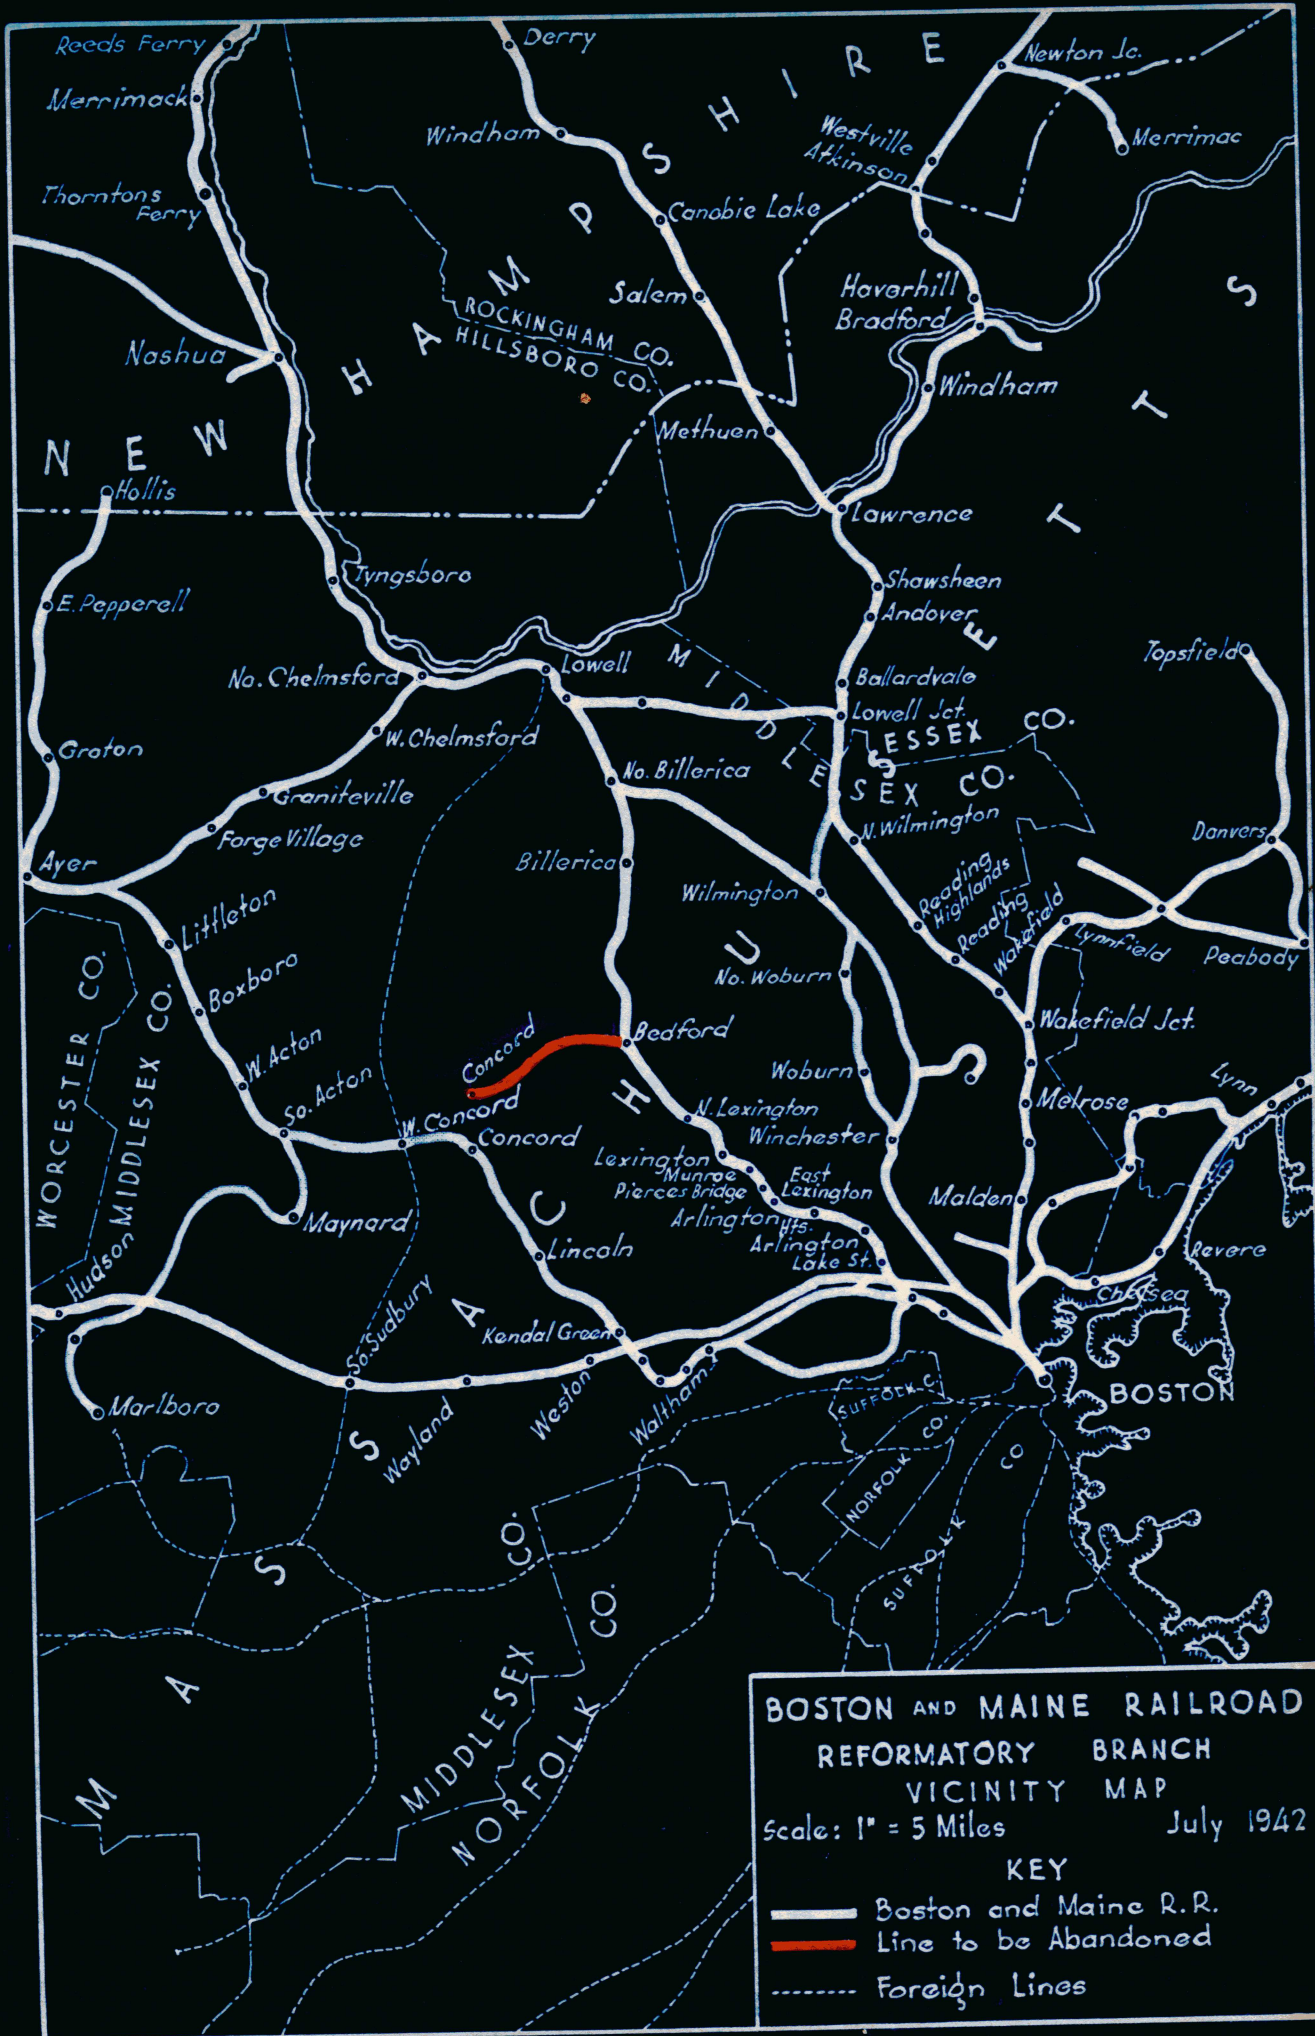 Reeds Ferry
Derry
Newton Jc.
Merrimack
Windham
Westville
Atkinson
Merrimac
Thorntons
Ferry
Canobie Lake
Salem
Haverhill
Bradford
ROCKINGHAM CO.
HILLSBORO CO.
Nashua
Windham
NEW HAMPSHIRE
Methuen
Hollis
Lawrence
Tyngsboro
Shawsheen
E. Pepperell
Andover
Topsfield
No. Chelmsford
Lowell
Ballardvale
Lowell Jct.
W. Chelmsford
ESSEX CO.
MIDDLESEX CO.
Groton
No. Billerica
Graniteville
N. Wilmington
Forge Village
Danvers
Ayer
Billerica
Wilmington
Reading
Highlands
Reading
Wakefield
Lynnfield
Peabody
Littleton
Boxboro
No. Woburn
WORCESTER CO.
MIDDLESEX CO.
W. Acton
Concord
Bedford
Wakefield Jct.
So. Acton
Woburn
Lynn
W. Concord
Concord
N. Lexington
Winchester
Melrose
Lexington
Munroe
Pierces Bridge
East
Lexington
Arlington
Hts.
Arlington
Lake St.
Malden
Maynard
Lincoln
Revere
Hudson
Chelsea
So. Sudbury
Kendal Green
Marlboro
Wayland
Weston
Waltham
BOSTON
SUFFOLK C.
NORFOLK CO.
SUFFOLK CO
MASSACHUSETTS
MIDDLESEX CO.
NORFOLK CO.
BOSTON AND MAINE RAILROAD
REFORMATORY BRANCH
VICINITY MAP
Scale: 1" = 5 Miles July 1942
KEY
Boston and Maine R.R.
Line to be Abandoned
Foreign Lines